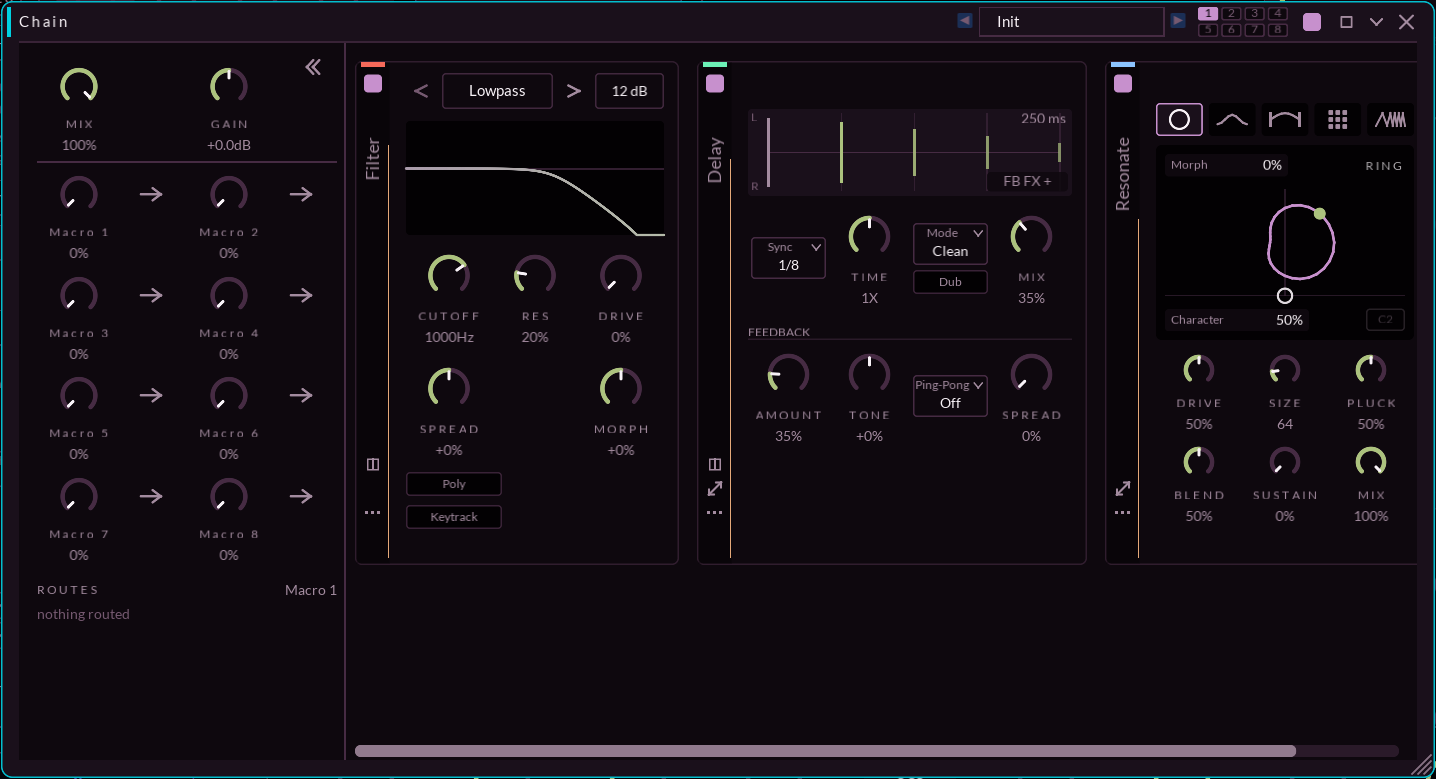 Chain
Init
1 2 3 4
5 6 7 8
MIX GAIN
100% +0.0dB
Macro 1 Macro 2
0% 0%
Macro 3 Macro 4
0% 0%
Macro 5 Macro 6
0% 0%
Macro 7 Macro 8
0% 0%
ROUTES Macro 1
nothing routed
Filter
Lowpass 12 dB
CUTOFF RES DRIVE
1000Hz 20% 0%
SPREAD MORPH
+0% +0%
Poly
Keytrack
Delay
L 250 ms
R FB FX +
Sync
1/8
TIME
1X
Mode
Clean
Dub
MIX
35%
FEEDBACK
AMOUNT TONE
35% +0%
Ping-Pong
Off
SPREAD
0%
Resonate
Morph 0% RING
Character 50% C2
DRIVE SIZE PLUCK
50% 64 50%
BLEND SUSTAIN MIX
50% 0% 100%